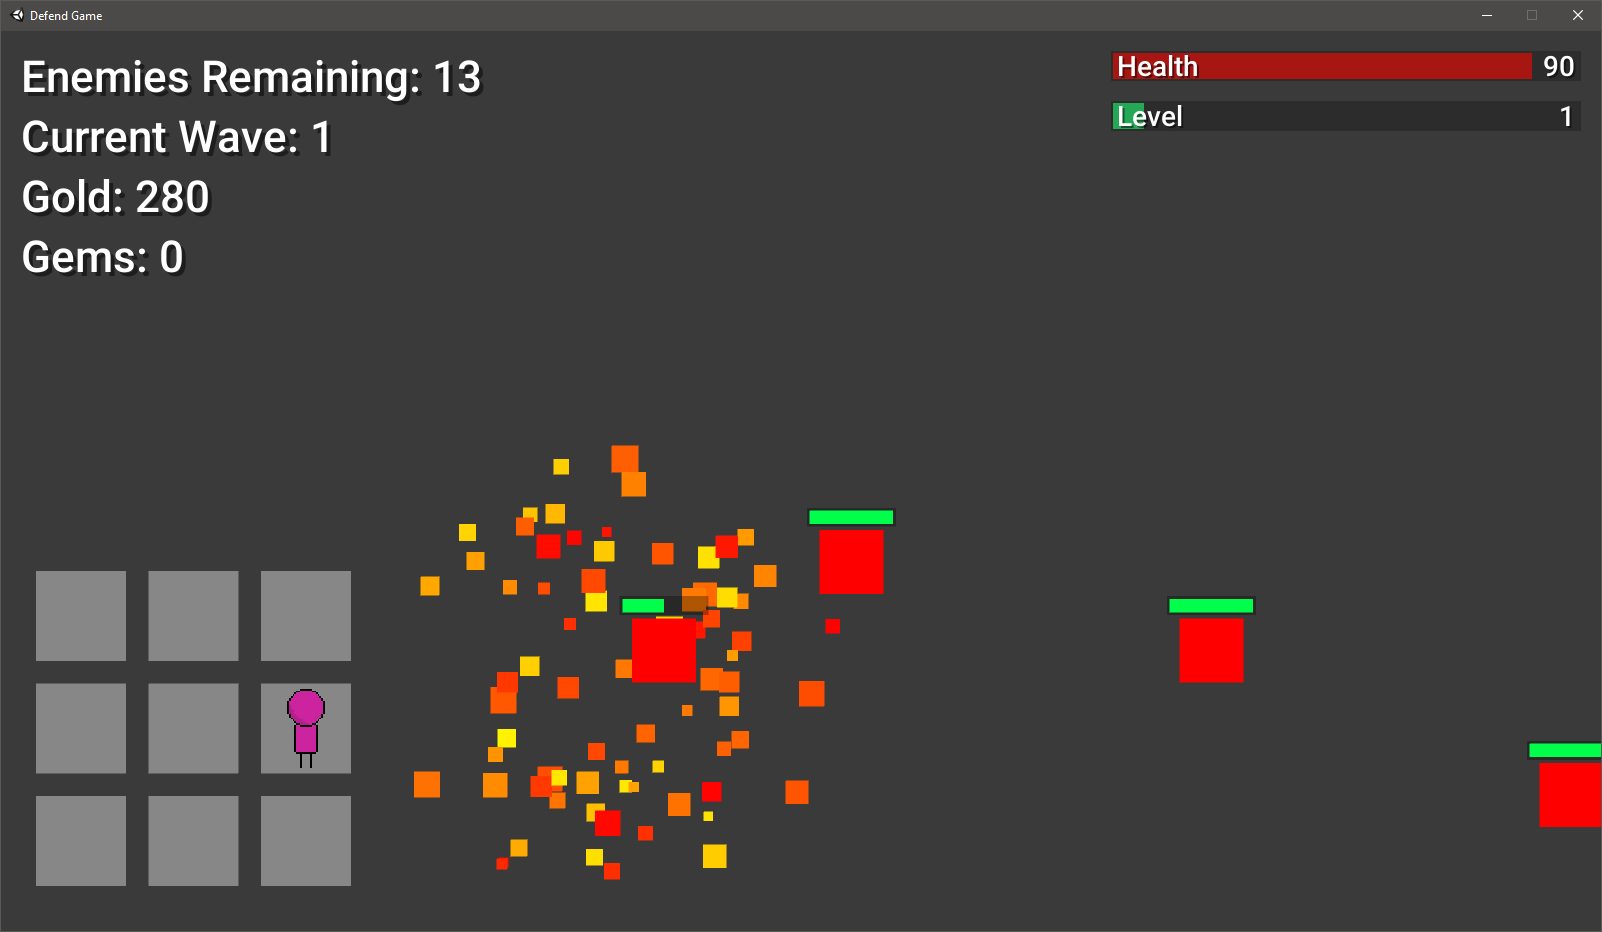 Defend Game
Enemies Remaining: 13
Current Wave: 1
Gold: 280
Gems: 0
Health 90
Level 1